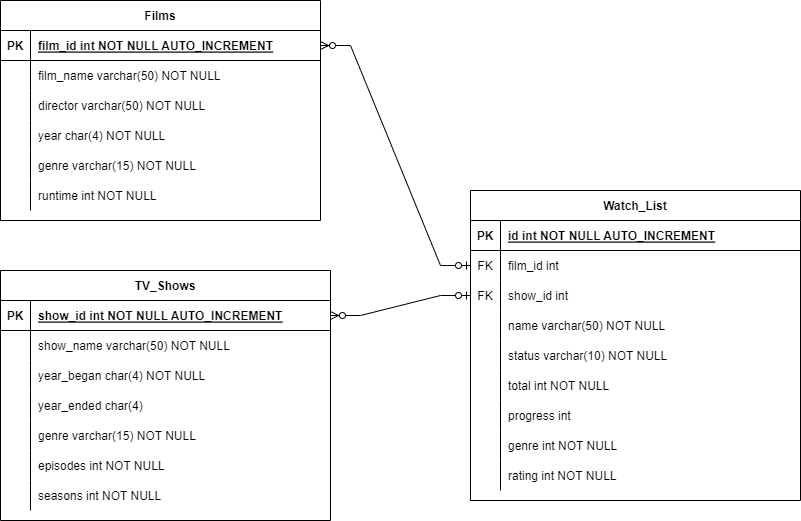 Films
PK film_id int NOT NULL AUTO_INCREMENT
film_name varchar(50) NOT NULL
director varchar(50) NOT NULL
year char(4) NOT NULL
genre varchar(15) NOT NULL
runtime int NOT NULL
TV_Shows
PK show_id int NOT NULL AUTO_INCREMENT
show_name varchar(50) NOT NULL
year_began char(4) NOT NULL
year_ended char(4)
genre varchar(15) NOT NULL
episodes int NOT NULL
seasons int NOT NULL
Watch_List
PK id int NOT NULL AUTO_INCREMENT
FK film_id int
FK show_id int
name varchar(50) NOT NULL
status varchar(10) NOT NULL
total int NOT NULL
progress int
genre int NOT NULL
rating int NOT NULL